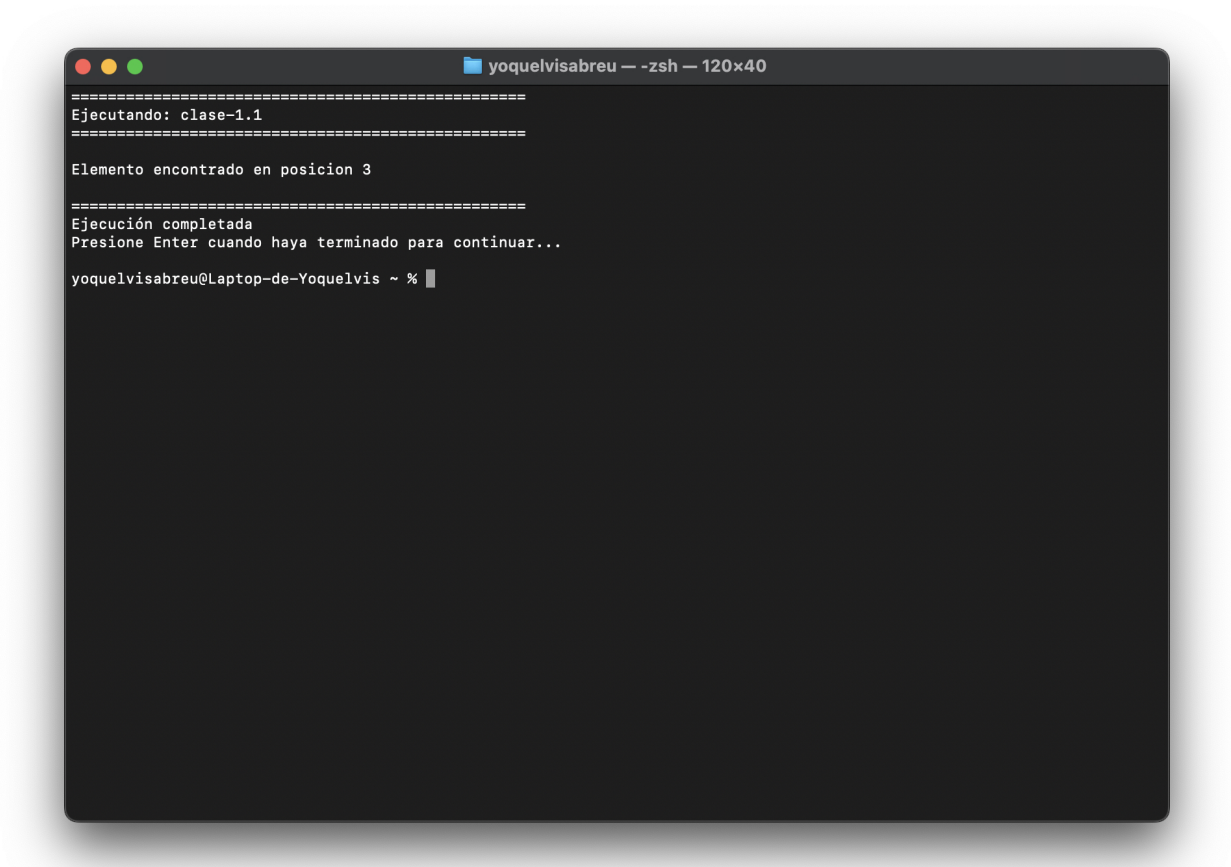 yoquelvisabreu — -zsh — 120×40
==================================================
Ejecutando: clase-1.1
==================================================
Elemento encontrado en posicion 3
==================================================
Ejecución completada
Presione Enter cuando haya terminado para continuar...
yoquelvisabreu@Laptop-de-Yoquelvis ~ %